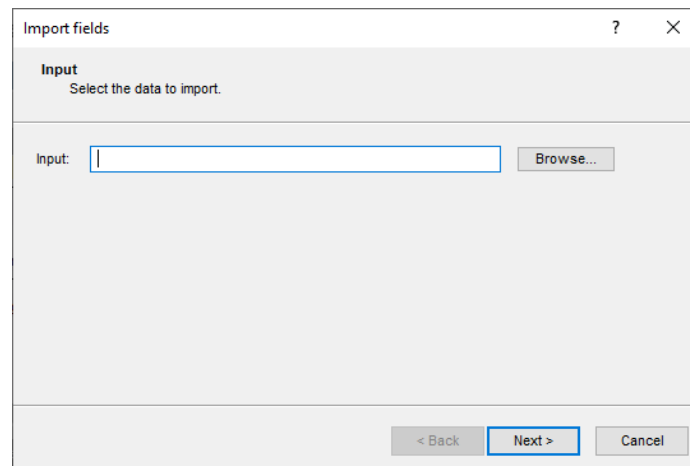 Import fields ?
Input
Select the data to import.
Input: Browse...
< Back Next > Cancel